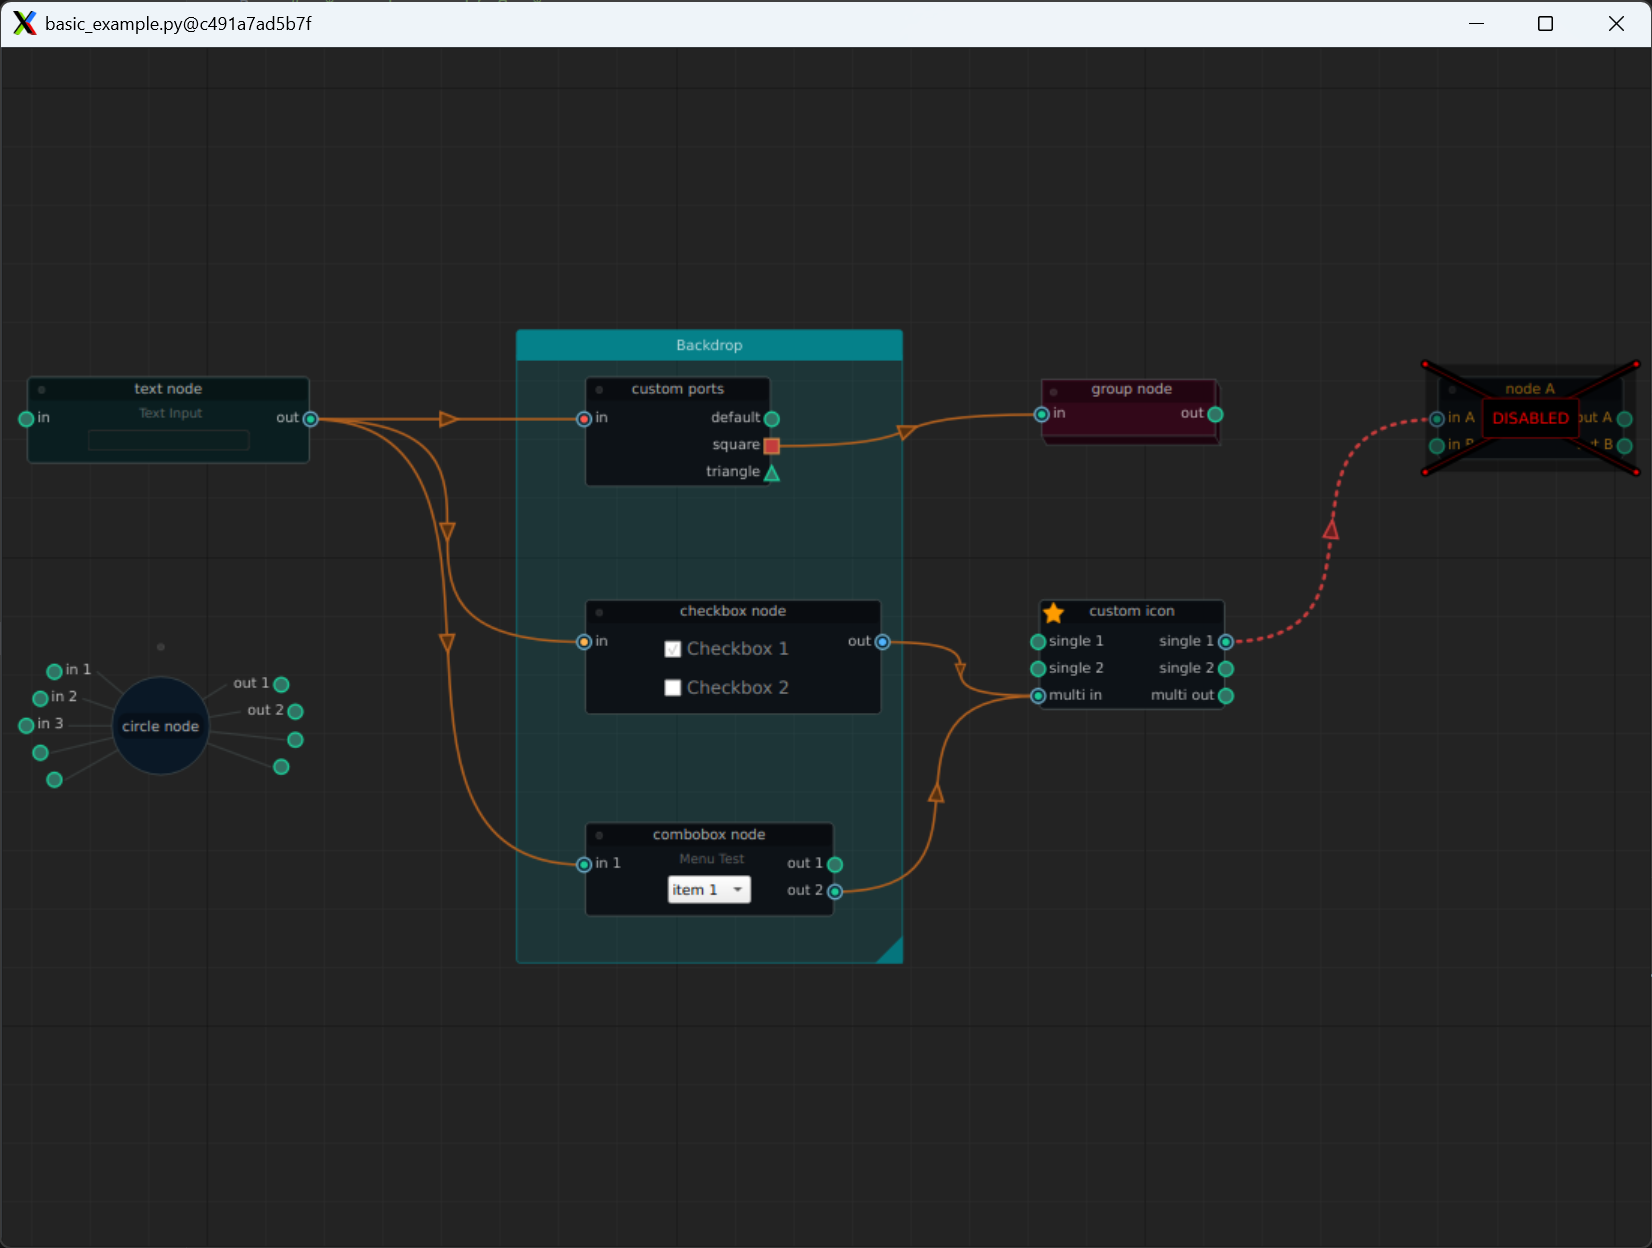 basic_example.py@c491a7ad5b7f
Backdrop
text node
in
Text Input
out
custom ports
in
default
square
triangle
group node
in
out
node A
in A
DISABLED
out A
in B
out B
checkbox node
in
Checkbox 1
out
Checkbox 2
custom icon
single 1
single 1
single 2
single 2
multi in
multi out
in 1
in 2
in 3
circle node
out 1
out 2
combobox node
in 1
Menu Test
out 1
item 1
out 2